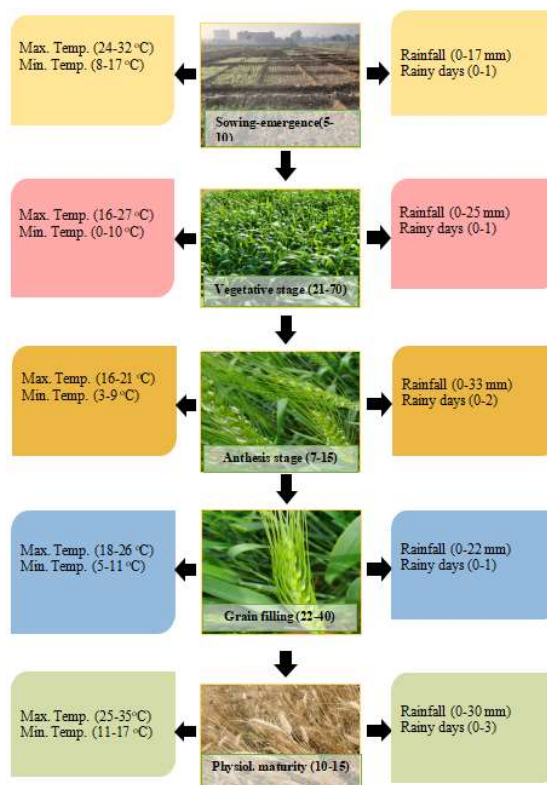 Max. Temp. (24-32 °C)
Min. Temp. (8-17 °C)
Sowing-emergence(5-
10)
Rainfall (0-17 mm)
Rainy days (0-1)
Max. Temp. (16-27 °C)
Min. Temp. (0-10 °C)
Vegetative stage (21-70)
Rainfall (0-25 mm)
Rainy days (0-1)
Max. Temp. (16-21 °C)
Min. Temp. (3-9 °C)
Anthesis stage (7-15)
Rainfall (0-33 mm)
Rainy days (0-2)
Max. Temp. (18-26 °C)
Min. Temp. (5-11 °C)
Grain filling (22-40)
Rainfall (0-22 mm)
Rainy days (0-1)
Max. Temp. (25-35°C)
Min. Temp. (11-17 °C)
Physiol. maturity (10-15)
Rainfall (0-30 mm)
Rainy days (0-3)